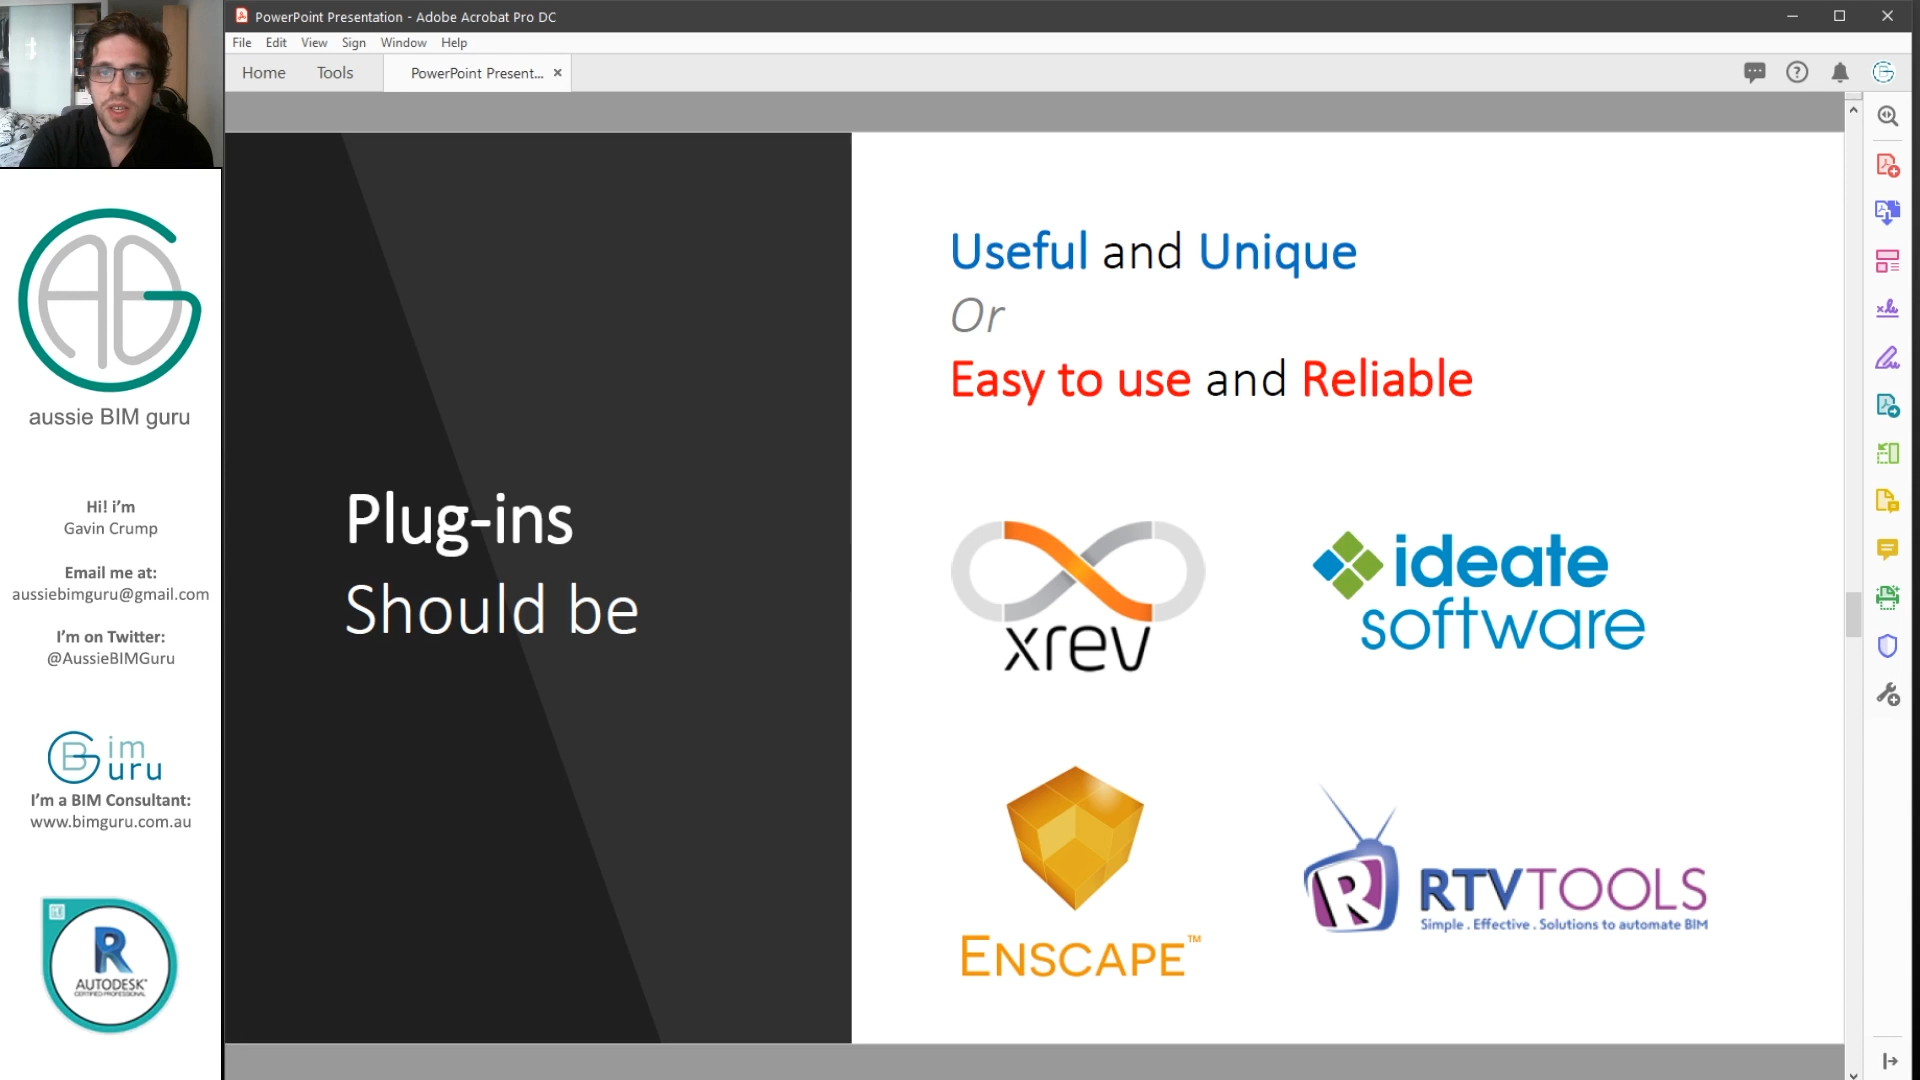 PowerPoint Presentation - Adobe Acrobat Pro DC
File Edit View Sign Window Help
Home Tools PowerPoint Present... ×
aussie BIM guru
Hi! i'm
Gavin Crump
Email me at:
aussiebimguru@gmail.com
I'm on Twitter:
@AussieBIMGuru
BG im
uru
I'm a BIM Consultant:
www.bimguru.com.au
R
AUTODESK
CERTIFIED PROFESSIONAL
Plug-ins
Should be
Useful and Unique
Or
Easy to use and Reliable
xrev
ideate
software
ENSCAPE™
R RTVTOOLS
Simple . Effective . Solutions to automate BIM